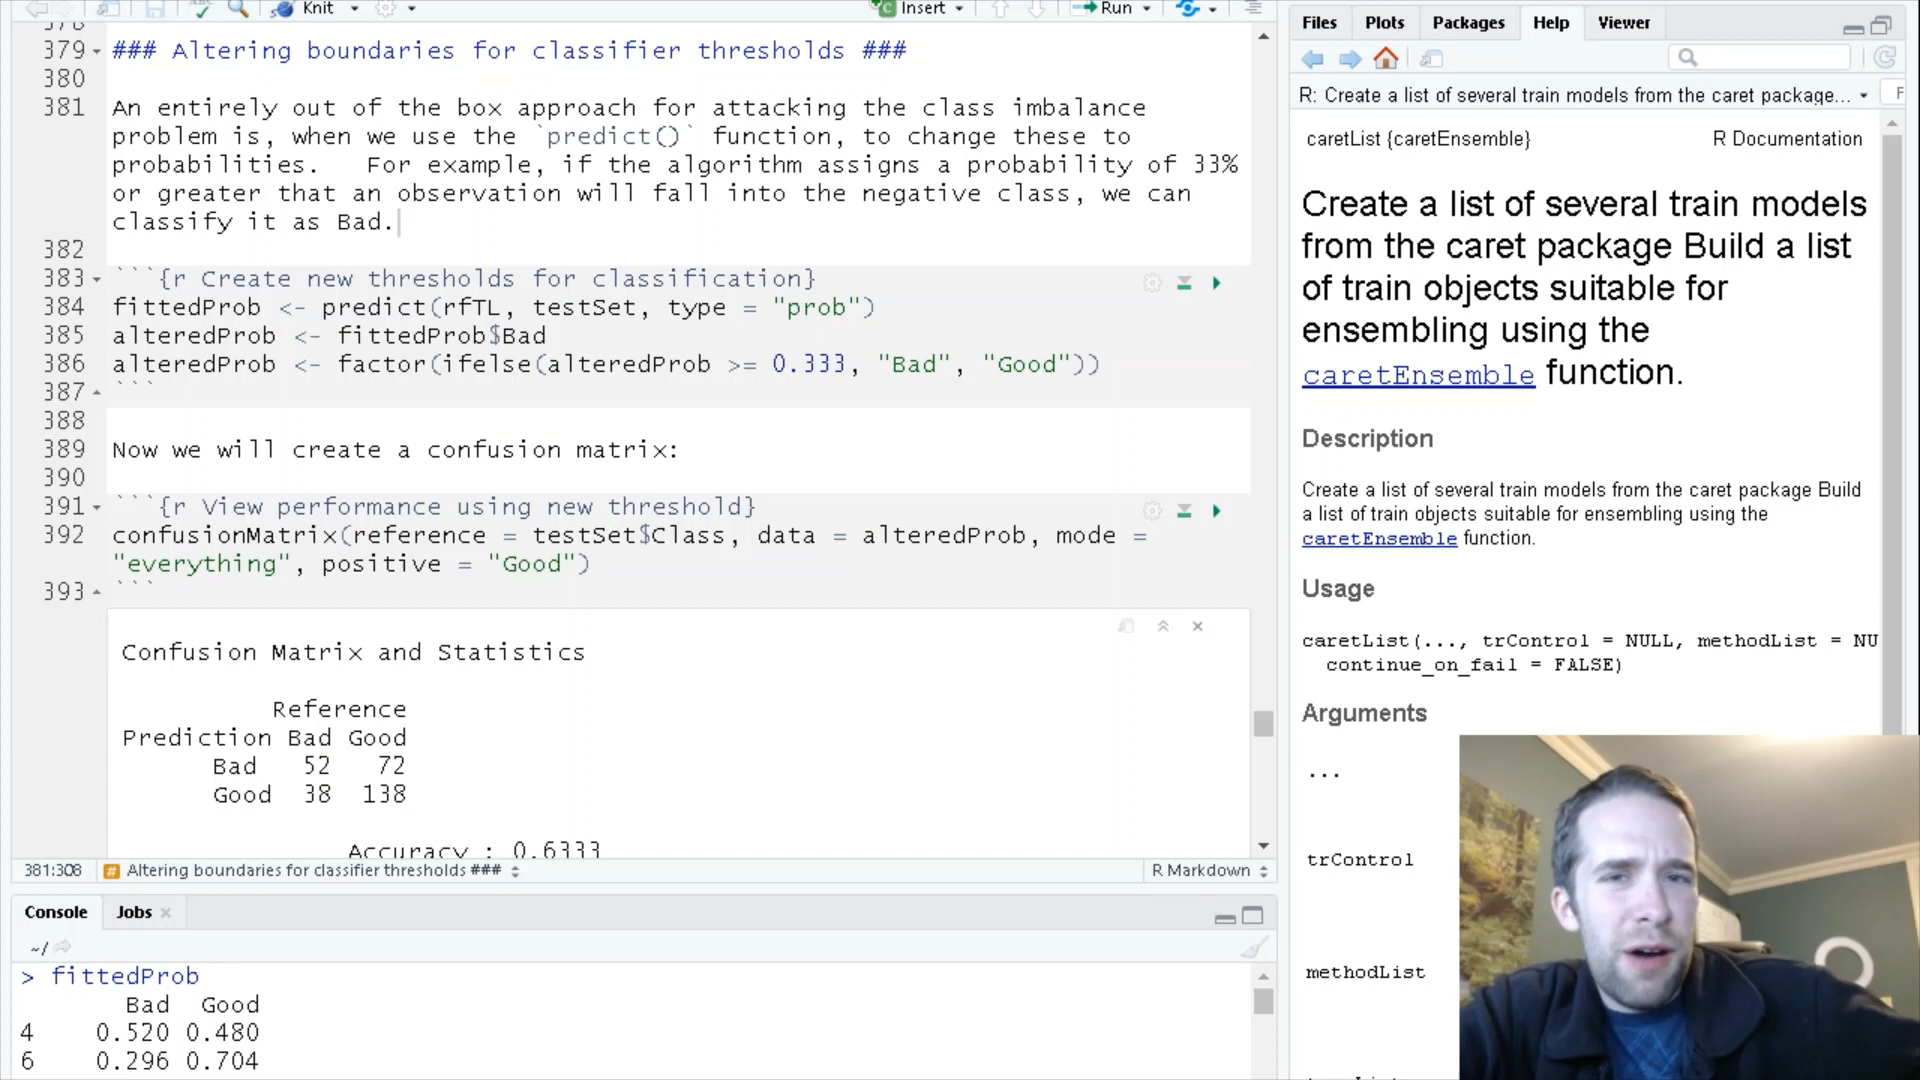 Knit
Insert
Run
Files
Plots
Packages
Help
Viewer
378
379
### Altering boundaries for classifier thresholds ###
380
381
An entirely out of the box approach for attacking the class imbalance
problem is, when we use the `predict()` function, to change these to
probabilities.   For example, if the algorithm assigns a probability of 33%
or greater that an observation will fall into the negative class, we can
classify it as Bad.
382
383
```{r Create new thresholds for classification}
384
fittedProb <- predict(rfTL, testSet, type = "prob")
385
alteredProb <- fittedProb$Bad
386
alteredProb <- factor(ifelse(alteredProb >= 0.333, "Bad", "Good"))
387
```
388
389
Now we will create a confusion matrix:
390
391
```{r View performance using new threshold}
392
confusionMatrix(reference = testSet$Class, data = alteredProb, mode =
"everything", positive = "Good")
393
```
Confusion Matrix and Statistics
Reference
Prediction Bad Good
Bad 52 72
Good 38 138
Accuracy : 0.6333
381:308
# Altering boundaries for classifier thresholds ###
R Markdown
Console
Jobs
~/
> fittedProb
Bad Good
4 0.520 0.480
6 0.296 0.704
R: Create a list of several train models from the caret package...
caretList {caretEnsemble}
R Documentation
Create a list of several train models
from the caret package Build a list
of train objects suitable for
ensembling using the
caretEnsemble function.
Description
Create a list of several train models from the caret package Build
a list of train objects suitable for ensembling using the
caretEnsemble function.
Usage
caretList(..., trControl = NULL, methodList = NU
continue_on_fail = FALSE)
Arguments
...
trControl
methodList